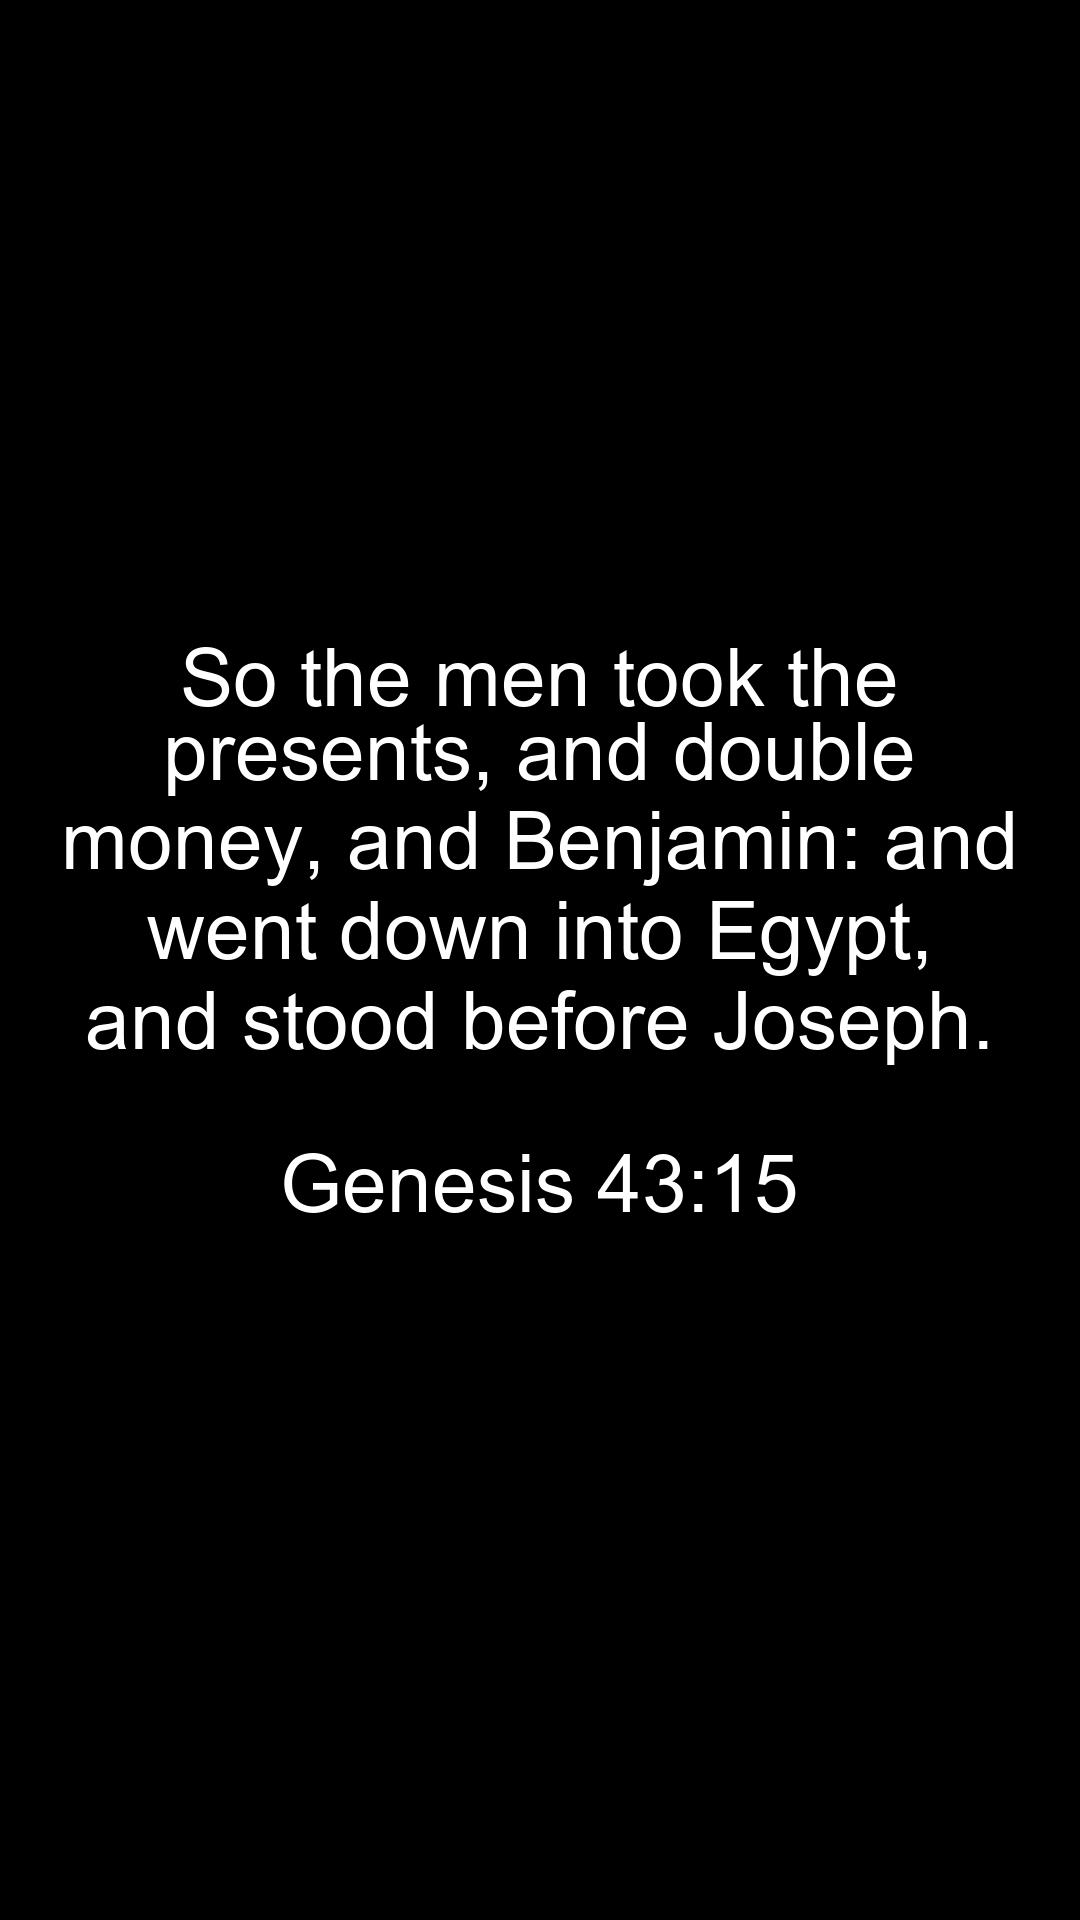 So the men took the
presents, and double
money, and Benjamin: and
went down into Egypt,
and stood before Joseph.
Genesis 43:15